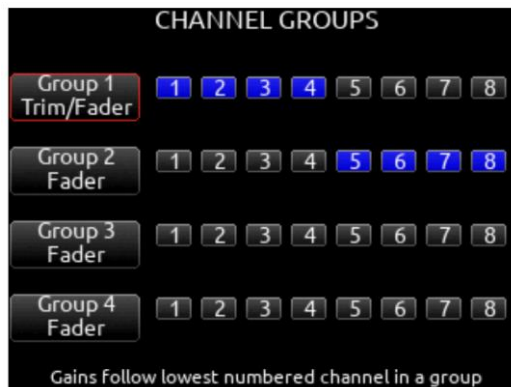 CHANNEL GROUPS
Group 1
Trim/Fader
1 2 3 4 5 6 7 8
Group 2
Fader
1 2 3 4 5 6 7 8
Group 3
Fader
1 2 3 4 5 6 7 8
Group 4
Fader
1 2 3 4 5 6 7 8
Gains follow lowest numbered channel in a group